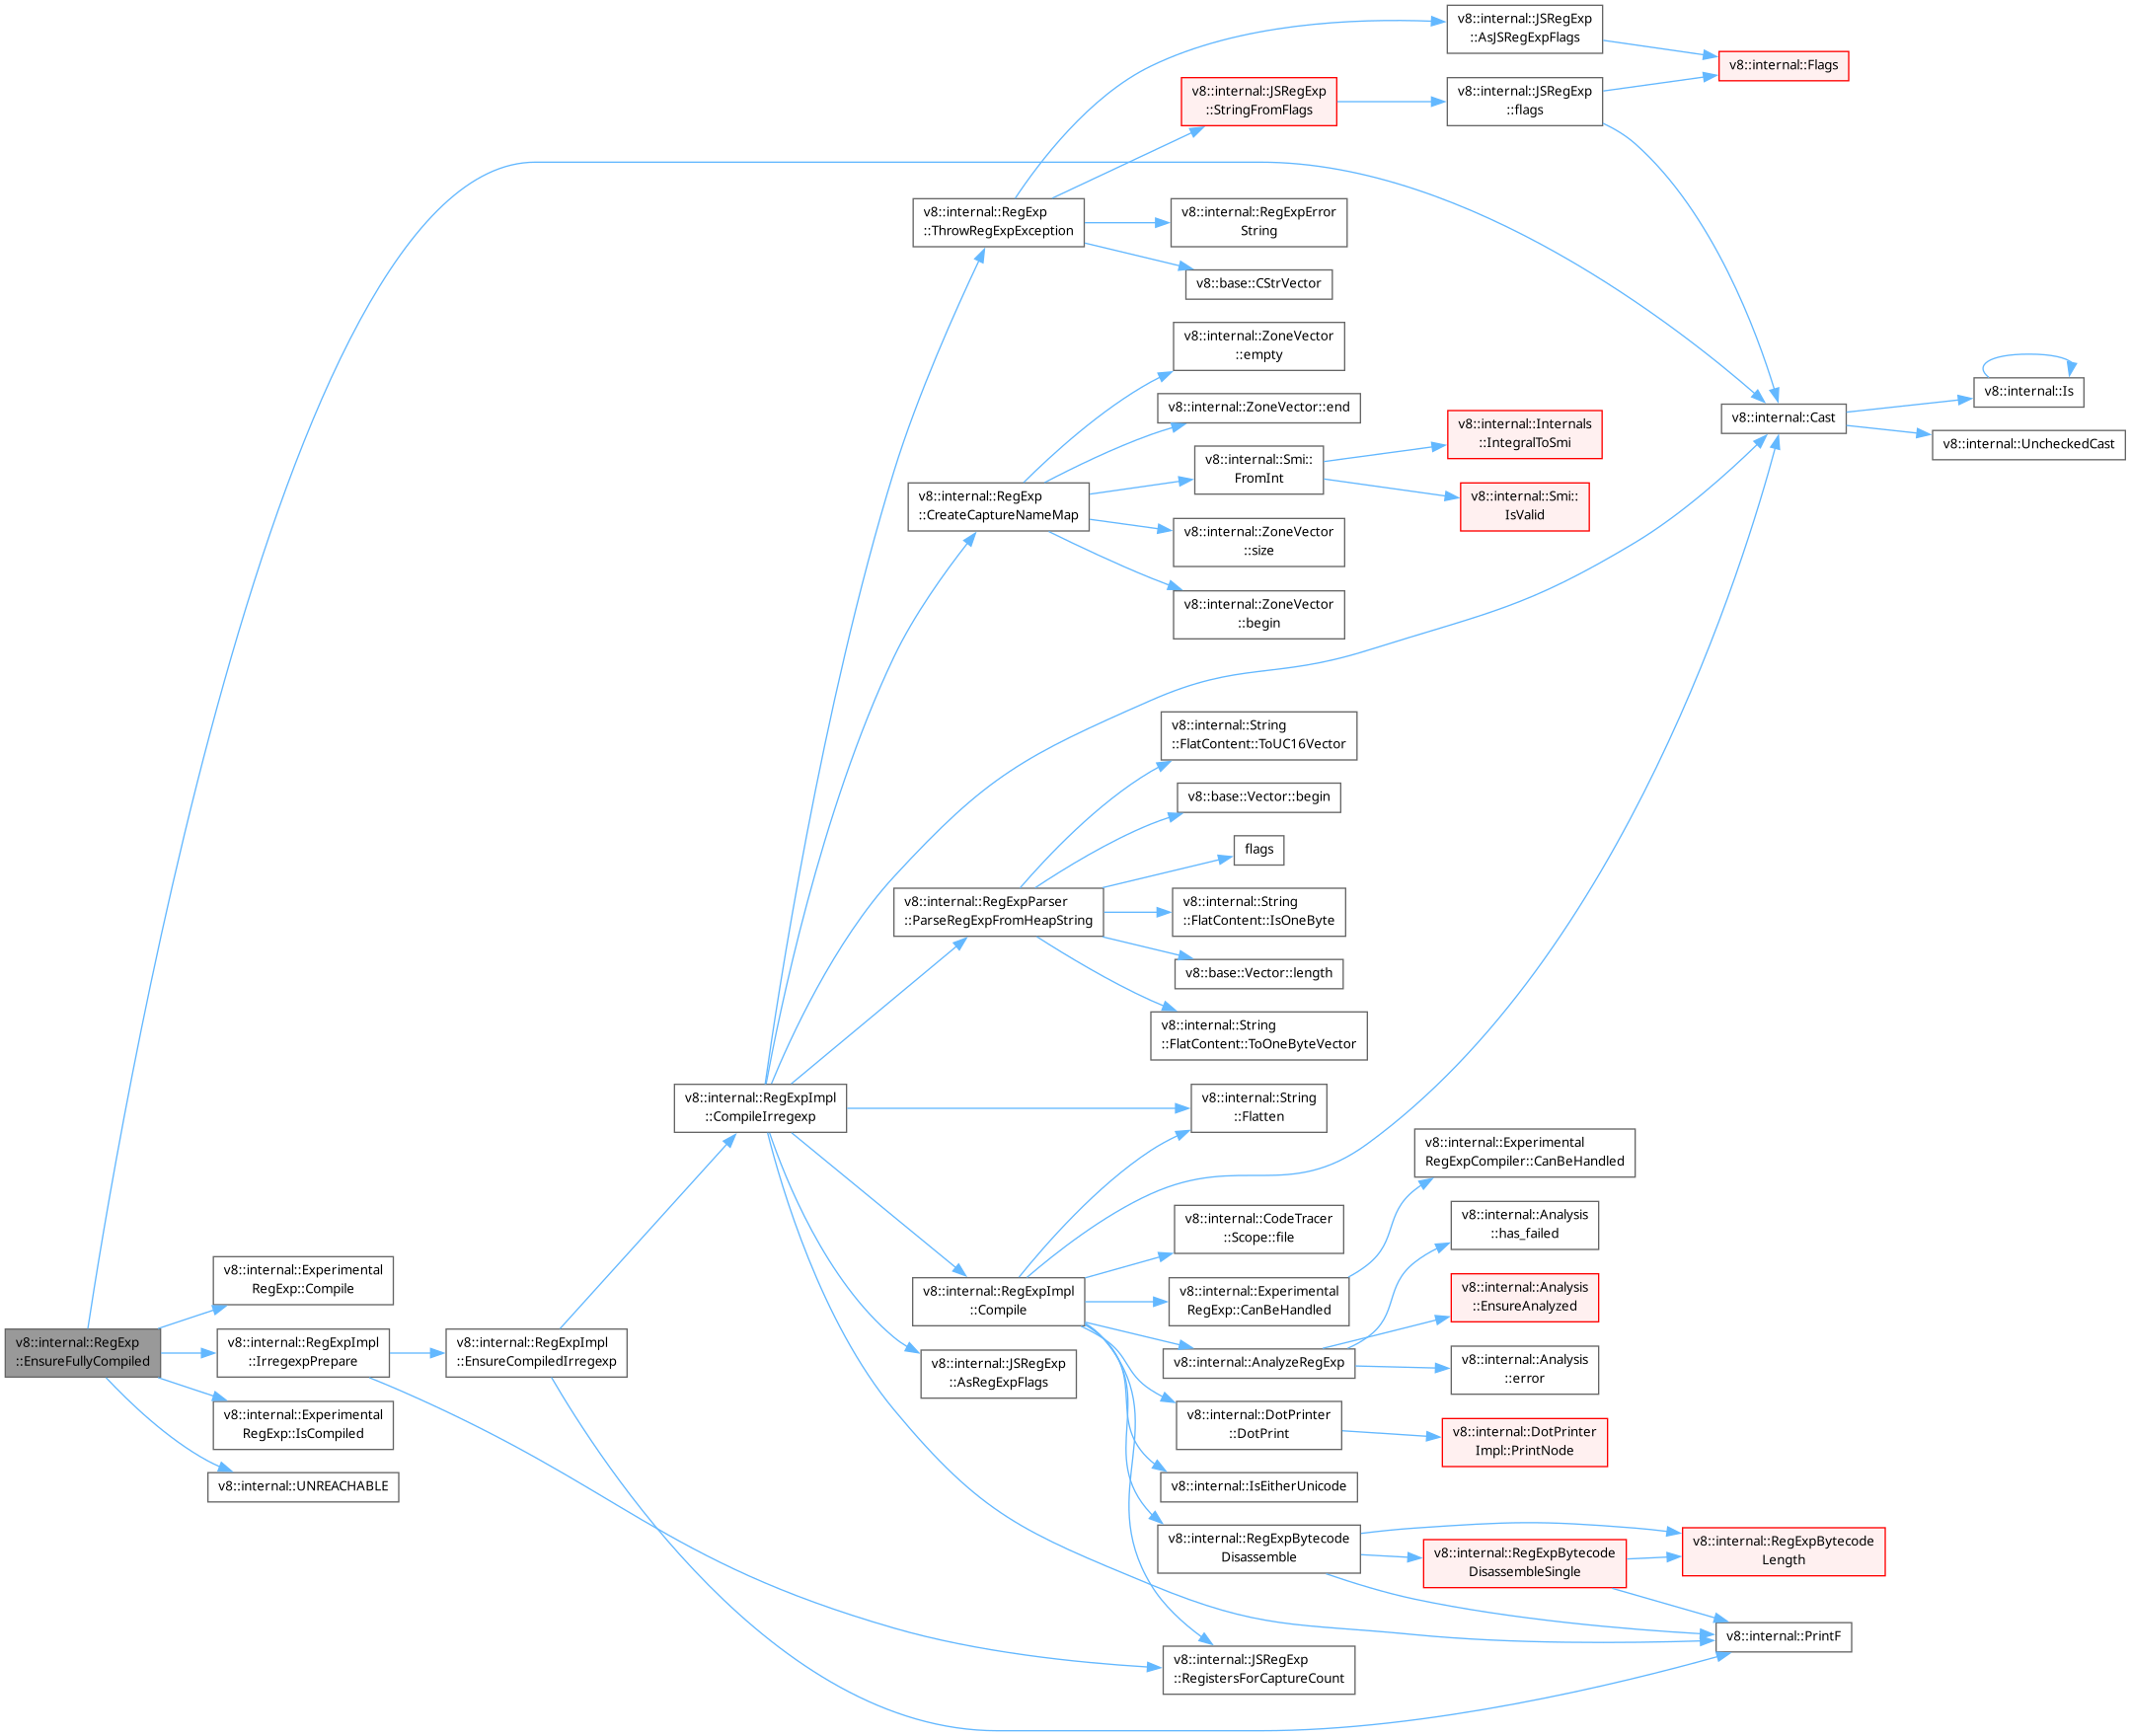 v8::internal::JSRegExp
::AsJSRegExpFlags
v8::internal::Flags
v8::internal::JSRegExp
::StringFromFlags
v8::internal::JSRegExp
::flags
v8::internal::RegExp
::ThrowRegExpException
v8::internal::RegExpError
String
v8::base::CStrVector
v8::internal::ZoneVector
::empty
v8::internal::Is
v8::internal::ZoneVector::end
v8::internal::Cast
v8::internal::Internals
::IntegralToSmi
v8::internal::UncheckedCast
v8::internal::Smi::
FromInt
v8::internal::RegExp
::CreateCaptureNameMap
v8::internal::Smi::
IsValid
v8::internal::ZoneVector
::size
v8::internal::ZoneVector
::begin
v8::internal::String
::FlatContent::ToUC16Vector
v8::base::Vector::begin
flags
v8::internal::RegExpParser
::ParseRegExpFromHeapString
v8::internal::String
::FlatContent::IsOneByte
v8::base::Vector::length
v8::internal::String
::FlatContent::ToOneByteVector
v8::internal::RegExpImpl
::CompileIrregexp
v8::internal::String
::Flatten
v8::internal::Experimental
RegExpCompiler::CanBeHandled
v8::internal::CodeTracer
::Scope::file
v8::internal::Analysis
::has_failed
v8::internal::Experimental
RegExp::Compile
v8::internal::RegExpImpl
::Compile
v8::internal::Experimental
RegExp::CanBeHandled
v8::internal::Analysis
::EnsureAnalyzed
v8::internal::RegExp
::EnsureFullyCompiled
v8::internal::RegExpImpl
::IrregexpPrepare
v8::internal::RegExpImpl
::EnsureCompiledIrregexp
v8::internal::JSRegExp
::AsRegExpFlags
v8::internal::AnalyzeRegExp
v8::internal::Analysis
::error
v8::internal::Experimental
RegExp::IsCompiled
v8::internal::DotPrinter
::DotPrint
v8::internal::DotPrinter
Impl::PrintNode
v8::internal::UNREACHABLE
v8::internal::IsEitherUnicode
v8::internal::RegExpBytecode
Disassemble
v8::internal::RegExpBytecode
DisassembleSingle
v8::internal::RegExpBytecode
Length
v8::internal::PrintF
v8::internal::JSRegExp
::RegistersForCaptureCount